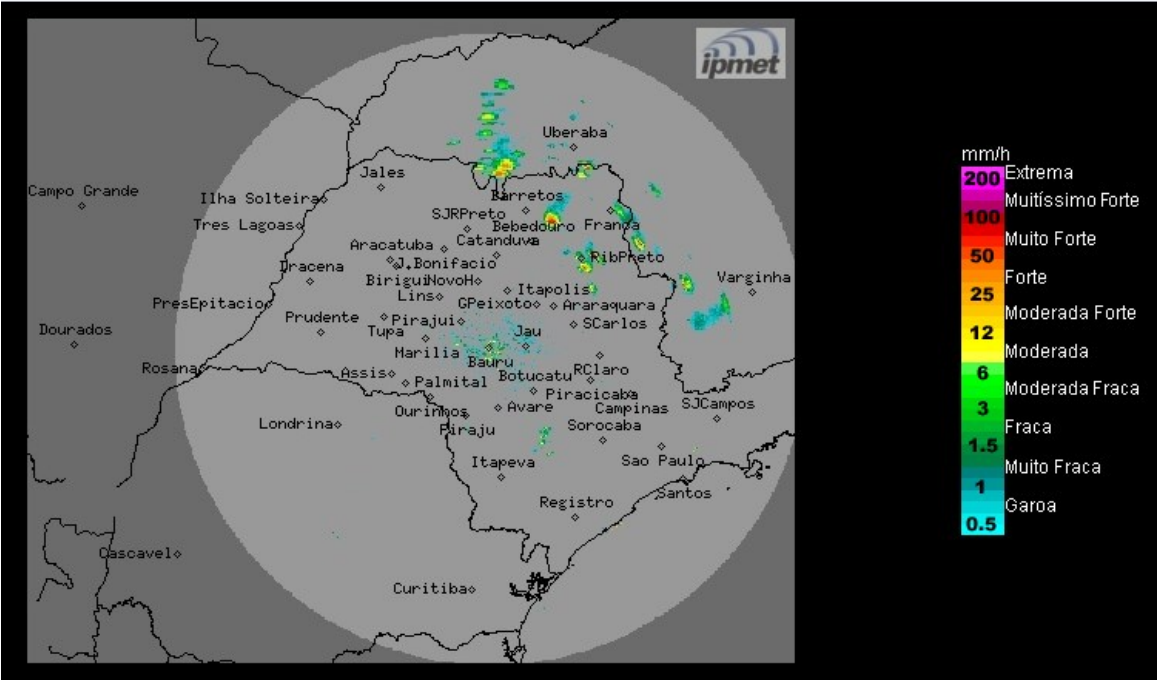 ipmet
Uberaba
Jales
Campo Grande
Ilha Solteira
Barretos
SJRPreto
Tres Lagoas
Bebedouro
Franca
Aracatuba
Catanduva
J.Bonifacio
RibPreto
Dracena
Birigui
NovoH
Itapolis
Varginha
PresEpitacio
Lins
GPeixoto
Araraquara
Prudente
Pirajui
SCarlos
Dourados
Tupa
Jau
Marilia
Bauru
Rosana
Assis
Botucatu
RClaro
Palmital
Piracicaba
Ourinhos
Avare
Campinas
SJCampos
Londrina
Piraju
Sorocaba
Itapeva
Sao Paulo
Registro
Santos
Cascavel
Curitiba
mm/h
200
Extrema
Muitíssimo Forte
100
Muito Forte
50
Forte
25
Moderada Forte
12
Moderada
6
Moderada Fraca
3
Fraca
1.5
Muito Fraca
1
Garoa
0.5